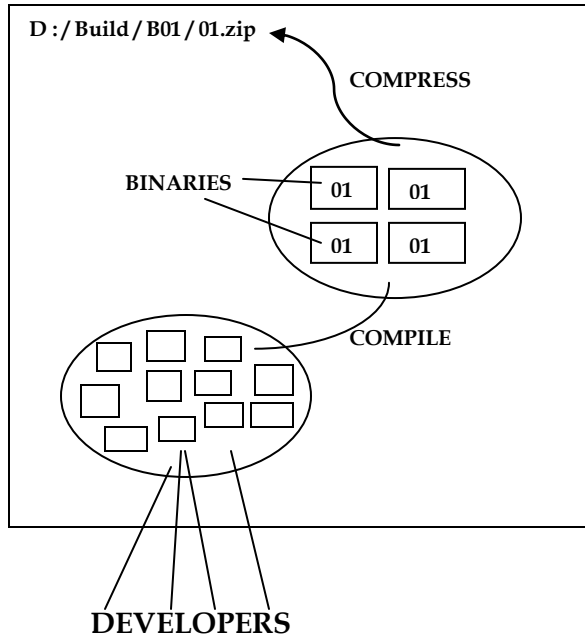 D :/ Build / B01 / 01.zip
COMPRESS
BINARIES
01 01
01 01
COMPILE
DEVELOPERS